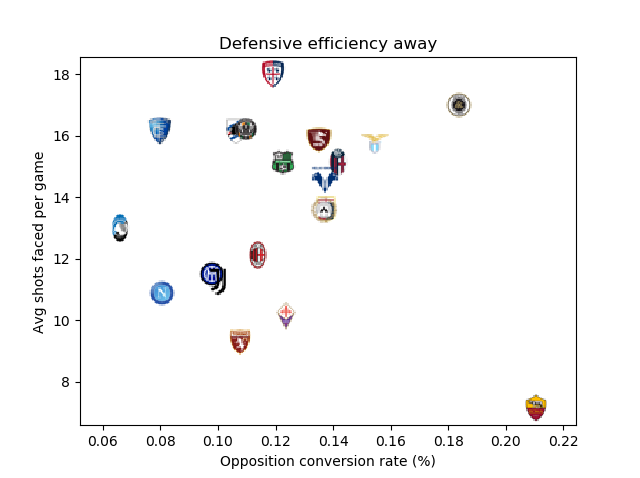 Defensive efficiency away
18
16
14
12
10
8
Avg shots faced per game
0.06 0.08 0.10 0.12 0.14 0.16 0.18 0.20 0.22
Opposition conversion rate (%)